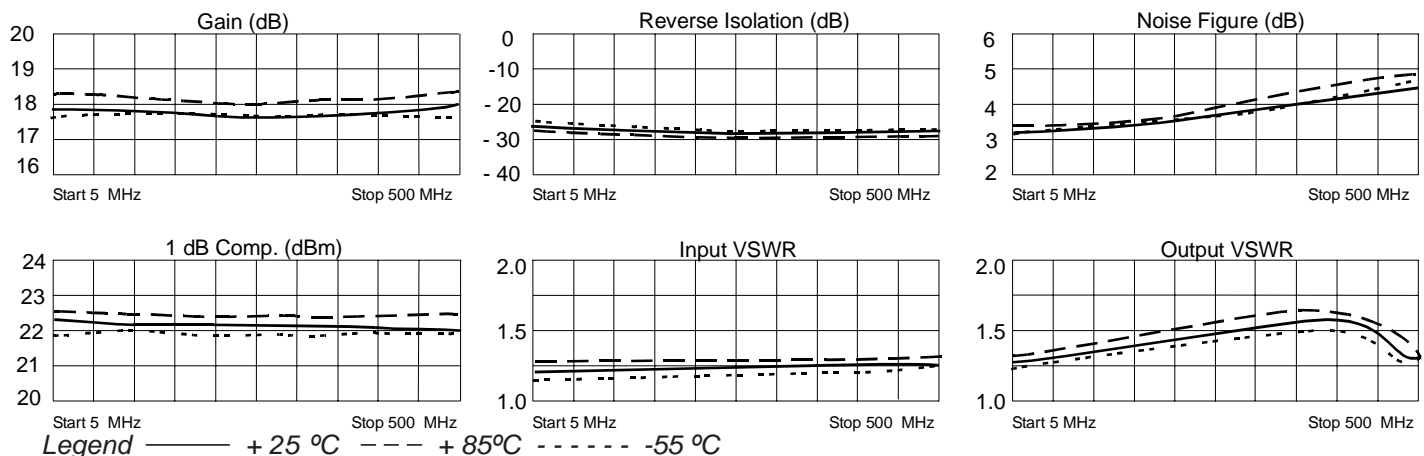 Gain (dB)
20
19
18
17
16
Start 5 MHz Stop 500 MHz
Reverse Isolation (dB)
0
-10
- 20
- 30
- 40
Start 5 MHz Stop 500 MHz
Noise Figure (dB)
6
5
4
3
2
Start 5 MHz Stop 500 MHz
1 dB Comp. (dBm)
24
23
22
21
20
Start 5 MHz Stop 500 MHz
Input VSWR
2.0
1.5
1.0
Start 5 MHz Stop 500 MHz
Output VSWR
2.0
1.5
1.0
Start 5 MHz Stop 500 MHz
Legend + 25 ºC + 85ºC -55 ºC